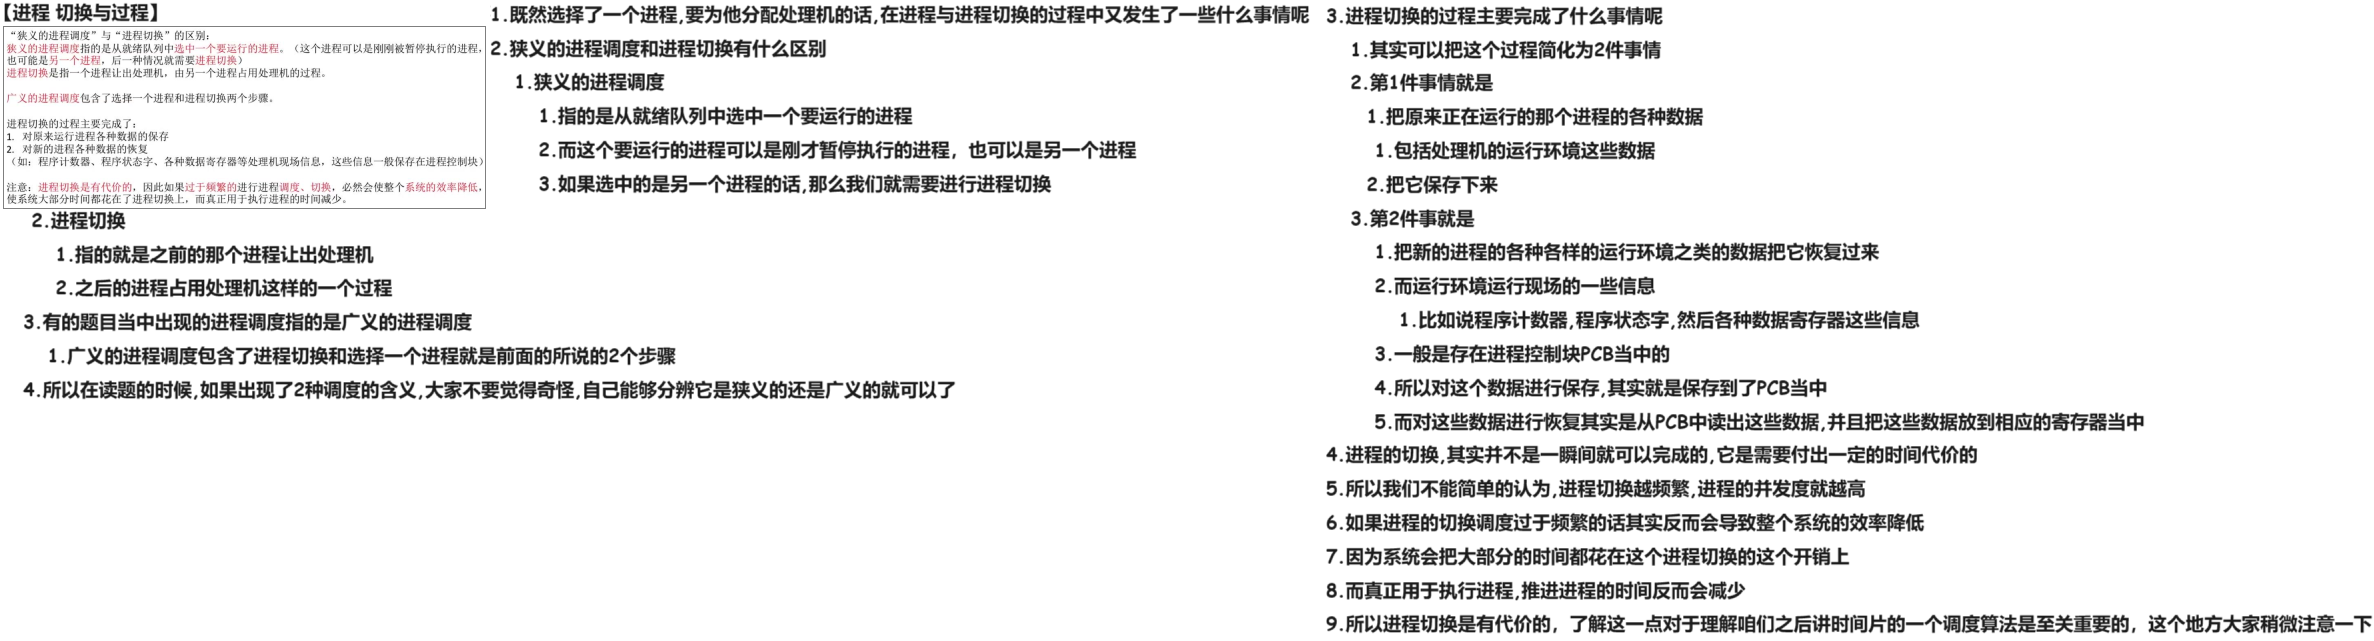 【进程 切换与过程】
“狭义的进程调度”与“进程切换”的区别：
狭义的进程调度指的是从就绪队列中选中一个要运行的进程。（这个进程可以是刚刚被暂停执行的进程，
也可能是另一个进程，后一种情况就需要进程切换）
进程切换是指一个进程让出处理机，由另一个进程占用处理机的过程。
广义的进程调度包含了选择一个进程和进程切换两个步骤。
进程切换的过程主要完成了：
1. 对原来运行进程各种数据的保存
2. 对新的进程各种数据的恢复
（如：程序计数器、程序状态字、各种数据寄存器等处理机现场信息，这些信息一般保存在进程控制块）
注意：进程切换是有代价的，因此如果过于频繁的进行进程调度、切换，必然会使整个系统的效率降低，
使系统大部分时间都花在了进程切换上，而真正用于执行进程的时间减少。
1.既然选择了一个进程,要为他分配处理机的话,在进程与进程切换的过程中又发生了一些什么事情呢
2.狭义的进程调度和进程切换有什么区别
1.狭义的进程调度
1.指的是从就绪队列中选中一个要运行的进程
2.而这个要运行的进程可以是刚才暂停执行的进程，也可以是另一个进程
3.如果选中的是另一个进程的话,那么我们就需要进行进程切换
2.进程切换
1.指的就是之前的那个进程让出处理机
2.之后的进程占用处理机这样的一个过程
3.有的题目当中出现的进程调度指的是广义的进程调度
1.广义的进程调度包含了进程切换和选择一个进程就是前面的所说的2个步骤
4.所以在读题的时候,如果出现了2种调度的含义,大家不要觉得奇怪,自己能够分辨它是狭义的还是广义的就可以了
3.进程切换的过程主要完成了什么事情呢
1.其实可以把这个过程简化为2件事情
2.第1件事情就是
1.把原来正在运行的那个进程的各种数据
1.包括处理机的运行环境这些数据
2.把它保存下来
3.第2件事就是
1.把新的进程的各种各样的运行环境之类的数据把它恢复过来
2.而运行环境运行现场的一些信息
1.比如说程序计数器,程序状态字,然后各种数据寄存器这些信息
3.一般是存在进程控制块PCB当中的
4.所以对这个数据进行保存,其实就是保存到了PCB当中
5.而对这些数据进行恢复其实是从PCB中读出这些数据,并且把这些数据放到相应的寄存器当中
4.进程的切换,其实并不是一瞬间就可以完成的,它是需要付出一定的时间代价的
5.所以我们不能简单的认为,进程切换越频繁,进程的并发度就越高
6.如果进程的切换调度过于频繁的话其实反而会导致整个系统的效率降低
7.因为系统会把大部分的时间都花在这个进程切换的这个开销上
8.而真正用于执行进程,推进进程的时间反而会减少
9.所以进程切换是有代价的，了解这一点对于理解咱们之后讲时间片的一个调度算法是至关重要的，这个地方大家稍微注意一下